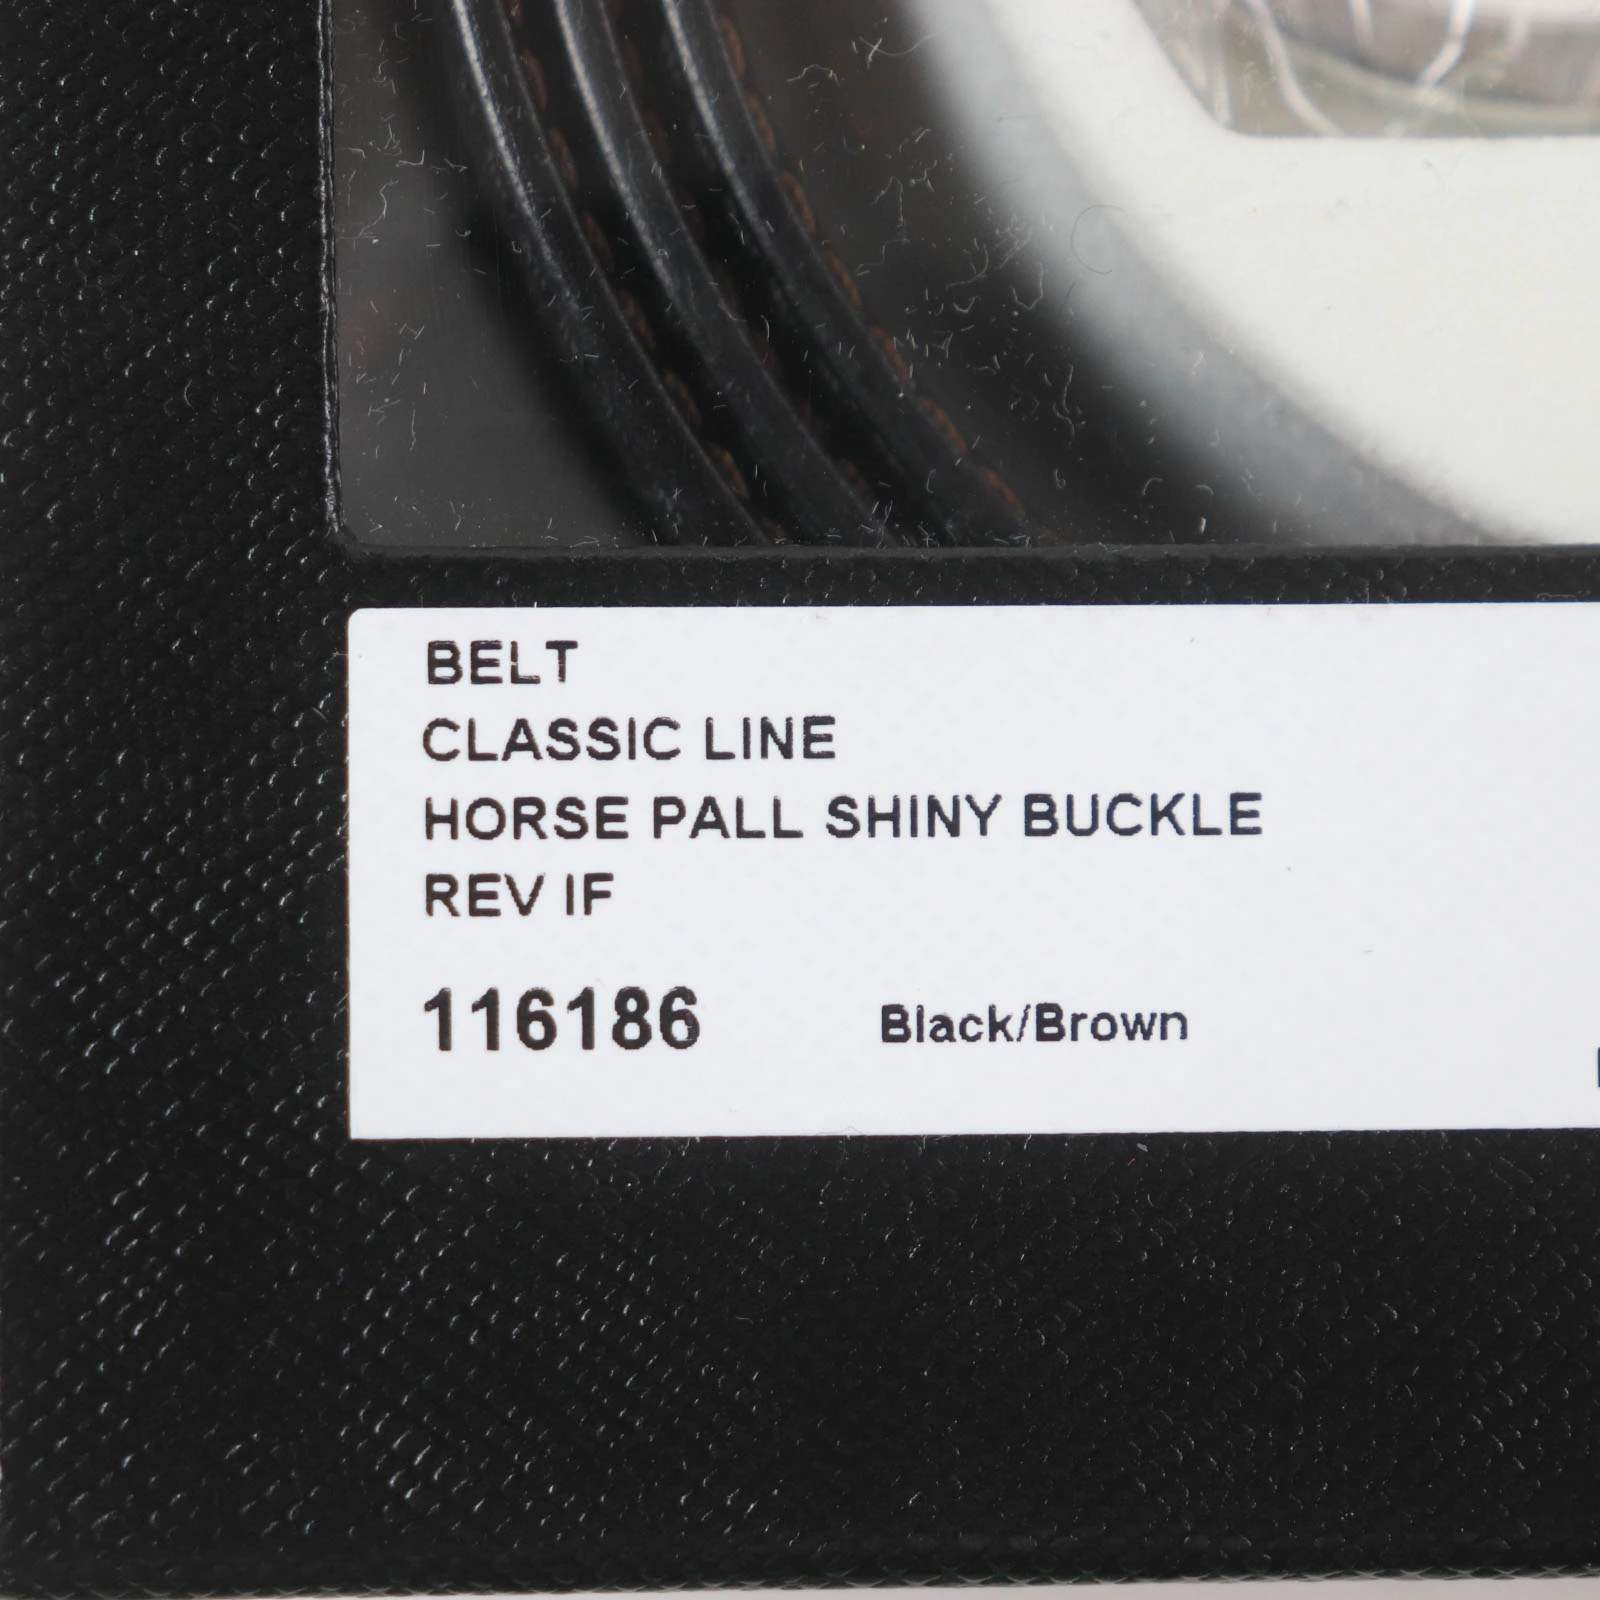 BELT
CLASSIC LINE
HORSE PALL SHINY BUCKLE
REV IF
116186 Black/Brown